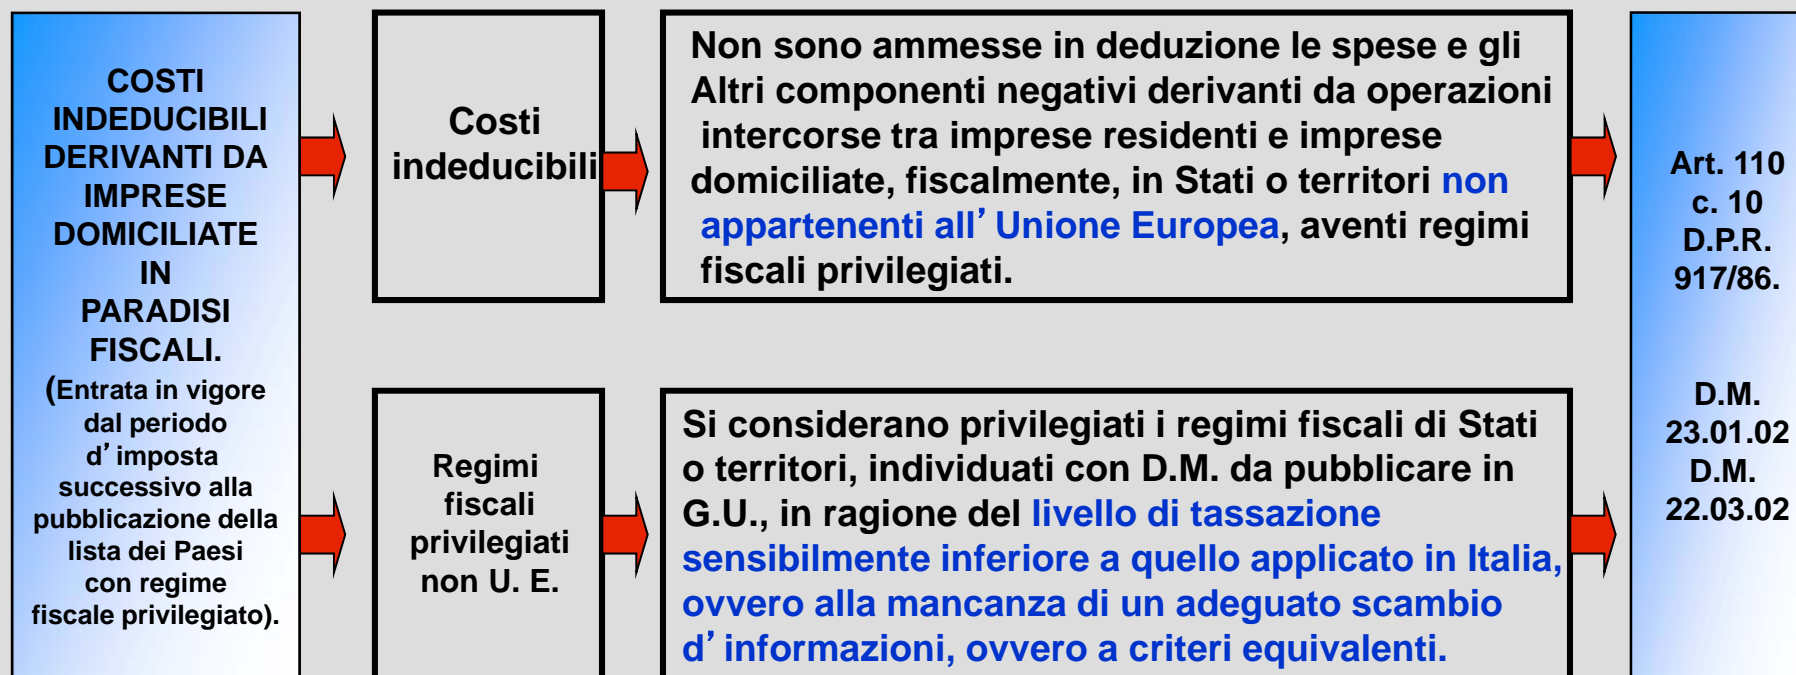 COSTI
INDEDUCIBILI
DERIVANTI DA
IMPRESE
DOMICILIATE
IN
PARADISI
FISCALI.
(Entrata in vigore
dal periodo
d’ imposta
successivo alla
pubblicazione della
lista dei Paesi
con regime
fiscale privilegiato).
Costi
indeducibili
Non sono ammesse in deduzione le spese e gli
Altri componenti negativi derivanti da operazioni
intercorse tra imprese residenti e imprese
domiciliate, fiscalmente, in Stati o territori non
appartenenti all’ Unione Europea, aventi regimi
fiscali privilegiati.
Regimi
fiscali
privilegiati
non U. E.
Si considerano privilegiati i regimi fiscali di Stati
o territori, individuati con D.M. da pubblicare in
G.U., in ragione del livello di tassazione
sensibilmente inferiore a quello applicato in Italia,
ovvero alla mancanza di un adeguato scambio
d’ informazioni, ovvero a criteri equivalenti.
Art. 110
c. 10
D.P.R.
917/86.
D.M.
23.01.02
D.M.
22.03.02